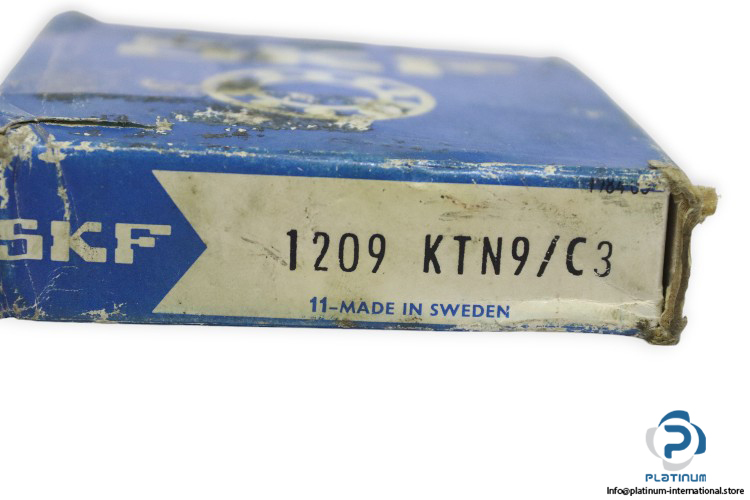 SKF
1209 KTN9/C3
11-MADE IN SWEDEN
PLATINUM
Info@platinum-international.store